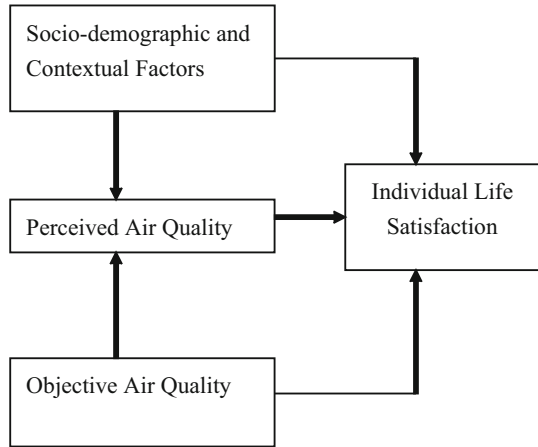 Socio-demographic and
Contextual Factors
Individual Life
Satisfaction
Perceived Air Quality
Objective Air Quality